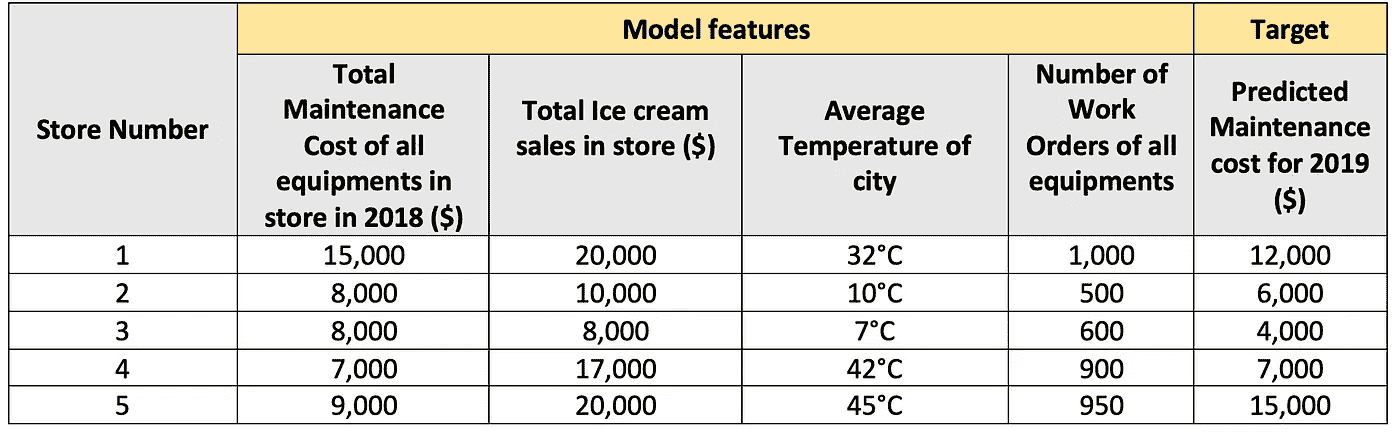 Model features Target
Store Number
Total Maintenance Cost of all equipments in store in 2018 ($)
Total Ice cream sales in store ($)
Average Temperature of city
Number of Work Orders of all equipments
Predicted Maintenance cost for 2019 ($)
1 15,000 20,000 32°C 1,000 12,000
2 8,000 10,000 10°C 500 6,000
3 8,000 8,000 7°C 600 4,000
4 7,000 17,000 42°C 900 7,000
5 9,000 20,000 45°C 950 15,000